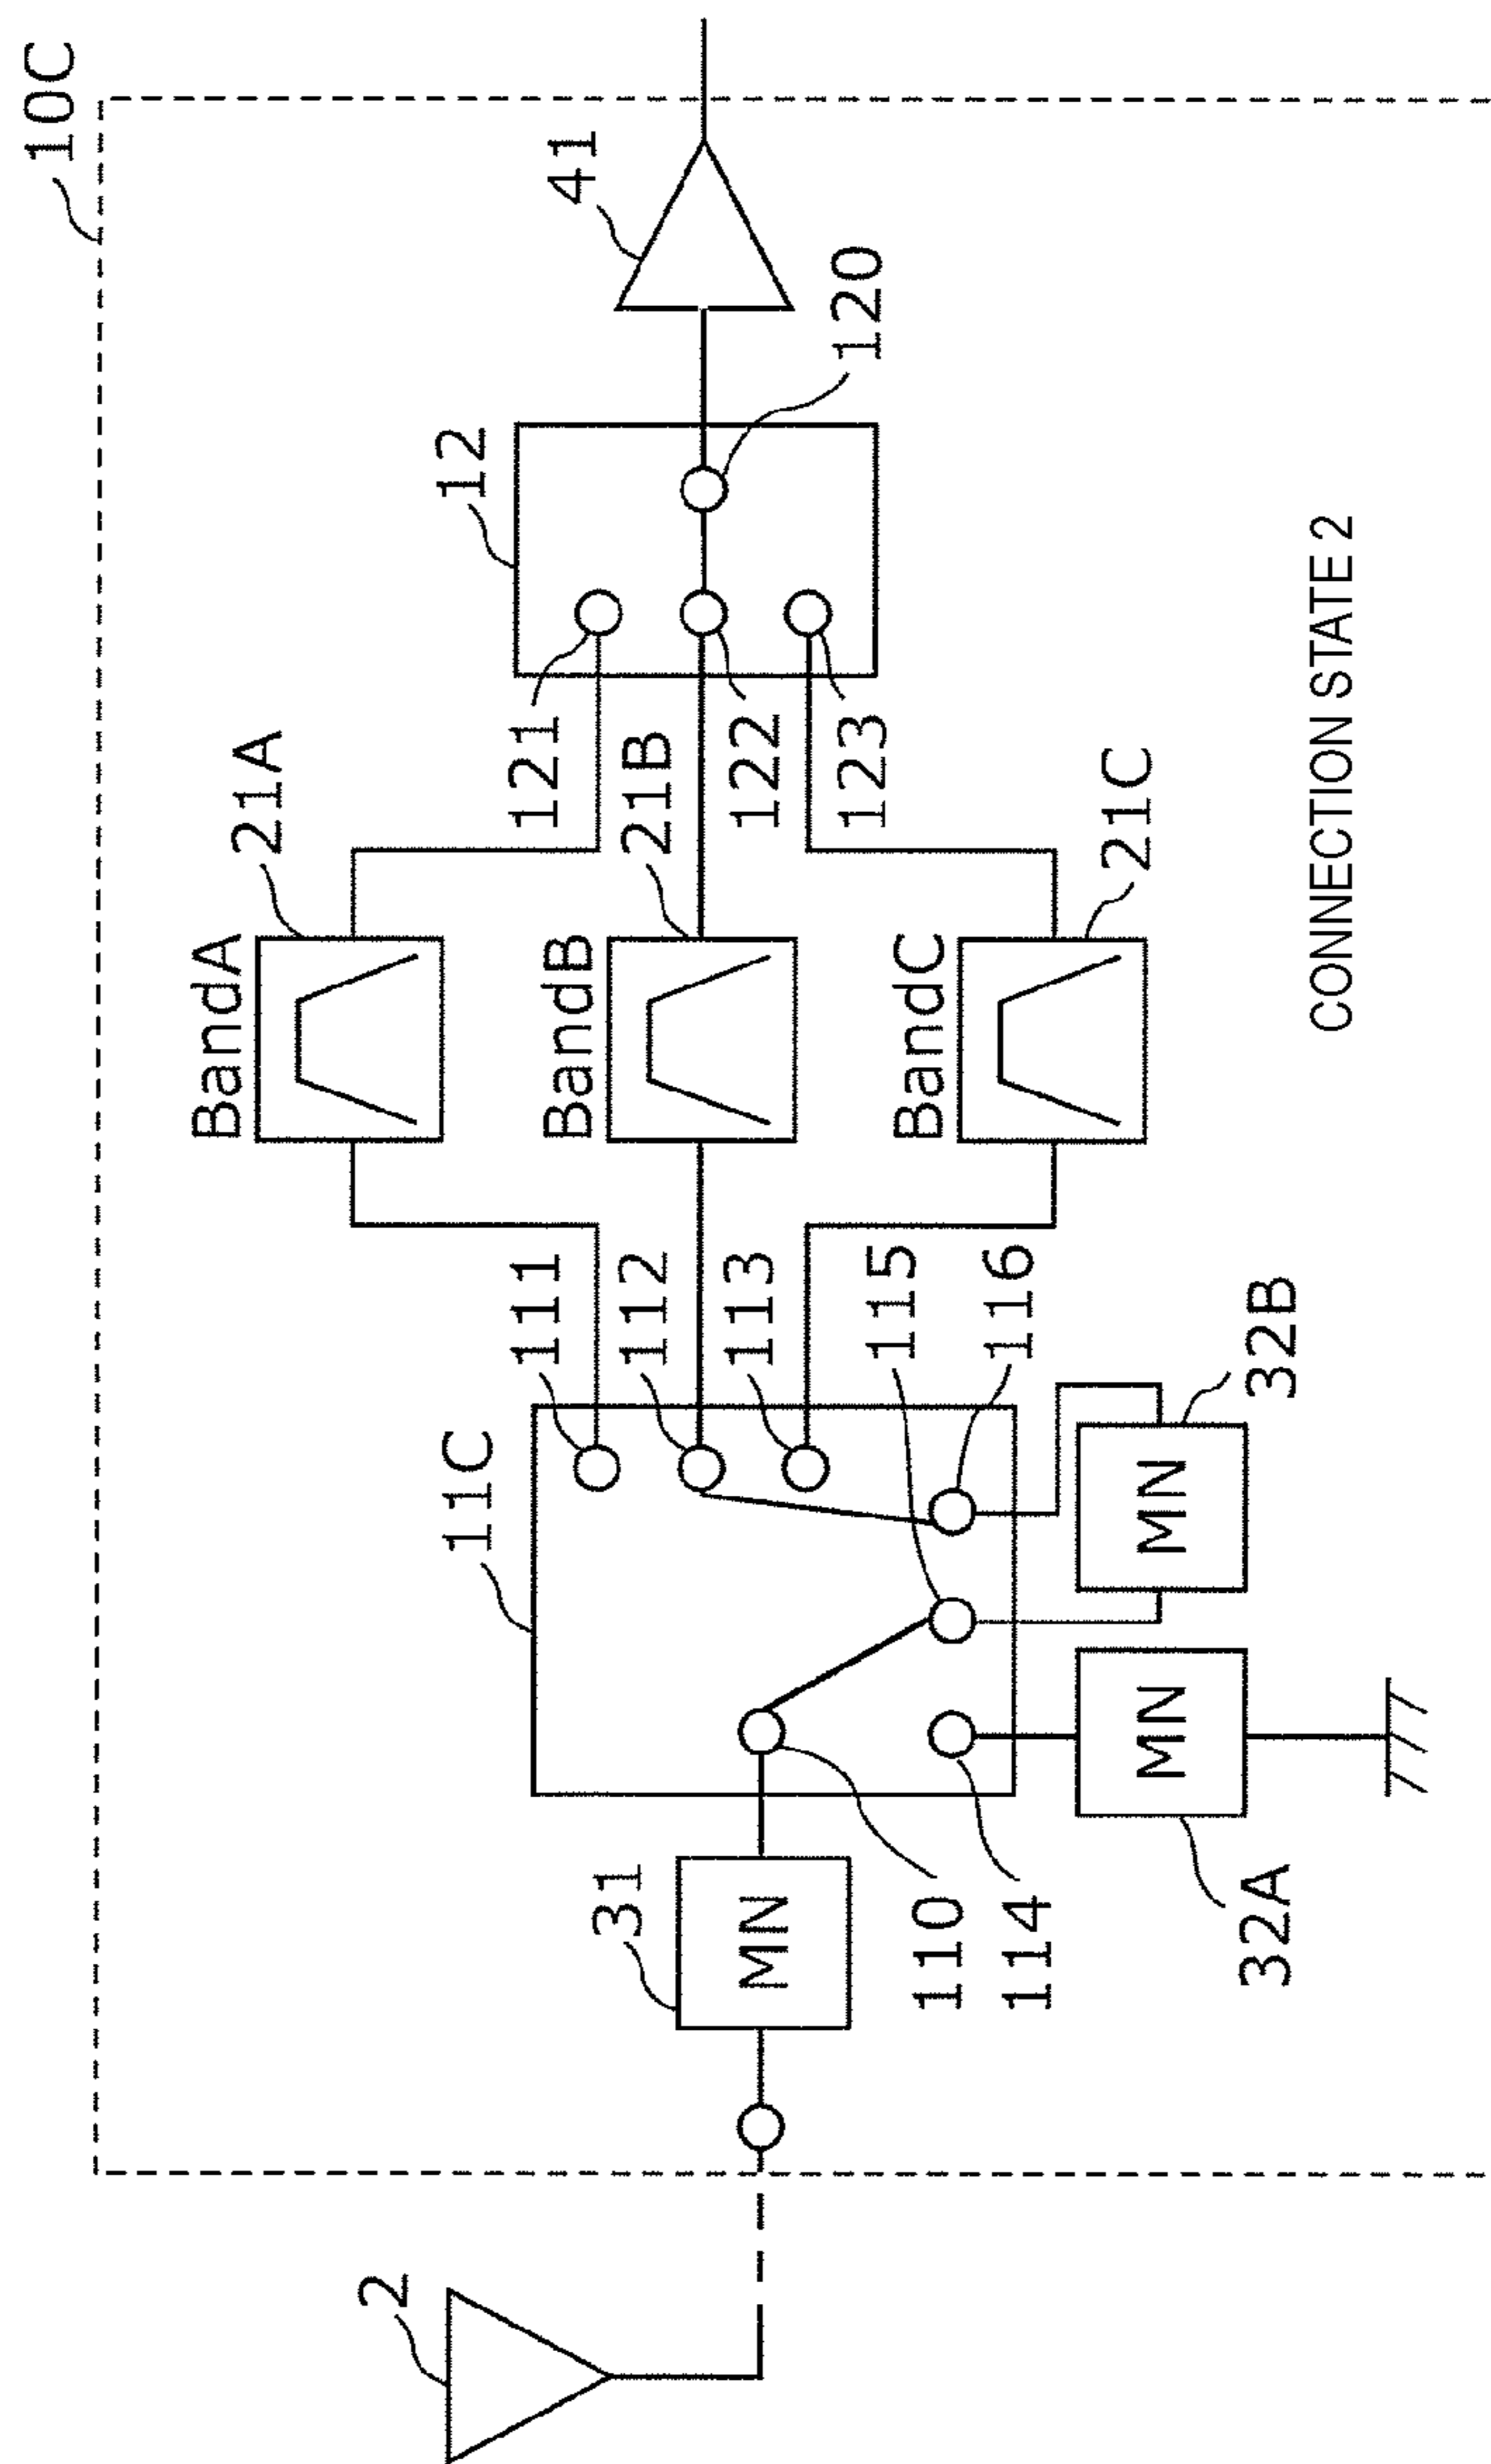 10C
2
31
MN
11C
110
114
111
112
113
115
116
32A
MN
32B
MN
BandA
21A
BandB
21B
BandC
21C
12
121
122
123
120
41
CONNECTION STATE 2